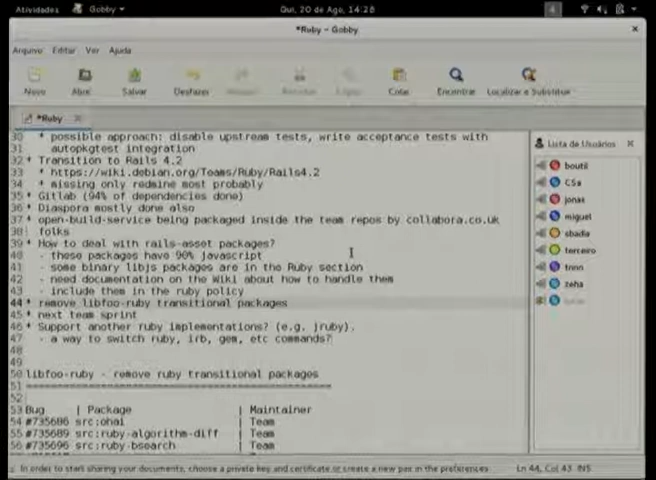 Atividades Gobby
Qui, 20 de Ago, 14:28
*Ruby - Gobby
Arquivo Editar Ver Ajuda
Novo Abrir Salvar Desfazer Colar Encontrar Localizar e Substituir
*Ruby
30 * possible approach: disable upstream tests, write acceptance tests with
31 autopkgtest integration
32 * Transition to Rails 4.2
33 * https://wiki.debian.org/Teams/Ruby/Rails4.2
34 * missing only redmine most probably
35 * Gitlab (94% of dependencies done)
36 * Diaspora mostly done also
37 * open-build-service being packaged inside the team repos by collabora.co.uk
38 folks
39 * How to deal with rails-asset packages?
40 - these packages have 90% javascript
41 - some binary libjs packages are in the Ruby section
42 - need documentation on the Wiki about how to handle them
43 - include them in the ruby policy
44 * remove libfoo-ruby transitional packages
45 * next team sprint
46 * Support another ruby implementations? (e.g. jruby).
47 - a way to switch ruby, irb, gem, etc commands?
48
49
50 libfoo-ruby - remove ruby transitional packages
51 ========================================
52
53 Bug | Package | Maintainer
54 #735686 src:ohai | Team
55 #735689 src:ruby-algorithm-diff | Team
56 #735696 src:ruby-bsearch | Team
Lista de Usuários
boutil
CSs
jonas
miguel
sbadia
terceiro
zeha
In order to start sharing your documents, choose a private key and certificate or create a new pair in the preferences
Ln 44, Col 43 INS